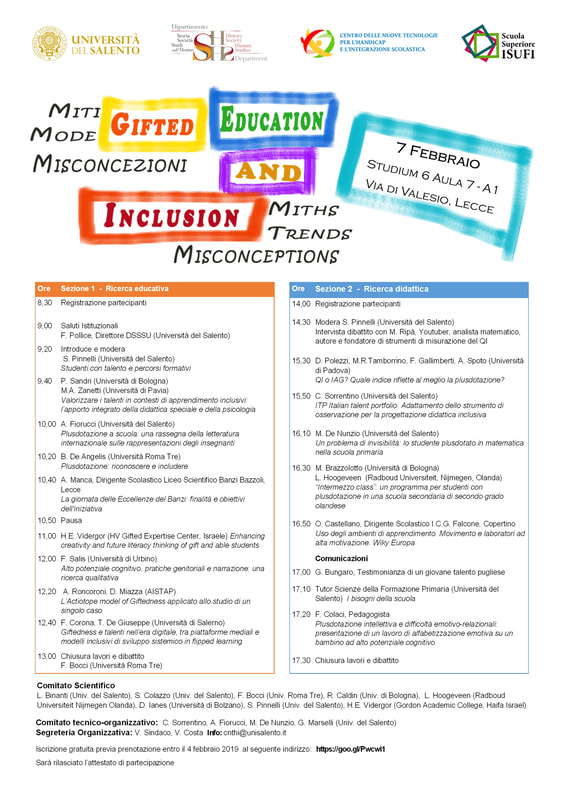 UNIVERSITÀ
DEL SALENTO
Dipartimento
Storia
Società
Studi
sull'Uomo
History
Society
Human
Studies
Department
CENTRO DELLE NUOVE TECNOLOGIE
PER L'HANDICAP
E L'INTEGRAZIONE SCOLASTICA
Scuola
Superiore
ISUFI
MITI
MODE
MISCONCEZIONI
GIFTED
EDUCATION
AND
INCLUSION
MITHS
TRENDS
MISCONCEPTIONS
7 FEBBRAIO
STUDIUM 6 AULA 7 - A1
VIA DI VALESIO, LECCE
Ore Sezione 1 - Ricerca educativa
8,30 Registrazione partecipanti
9,00 Saluti Istituzionali
F. Pollice, Direttore DSSSU (Università del Salento)
9,20 Introduce e modera
S. Pinnelli (Università del Salento)
Studenti con talento e percorsi formativi
9,40 P. Sandri (Università di Bologna)
M.A. Zanetti (Università di Pavia)
Valorizzare i talenti in contesti di apprendimento inclusivi:
l'apporto integrato della didattica speciale e della psicologia
10,00 A. Fiorucci (Università del Salento)
Plusdotazione a scuola: una rassegna della letteratura
internazionale sulle rappresentazioni degli insegnanti
10,20 B. De Angelis (Università Roma Tre)
Plusdotazione: riconoscere e includere
10,40 A. Manca, Dirigente Scolastico Liceo Scientifico Banzi Bazzoli,
Lecce
La giornata delle Eccellenze del Banzi: finalità e obiettivi
dell'iniziativa
10,50 Pausa
11,00 H.E. Vidergor (HV Gifted Expertise Center, Israele) Enhancing
creativity and future literacy thinking of gift and able students
12,00 F. Salis (Università di Urbino)
Alto potenziale cognitivo, pratiche genitoriali e narrazione: una
ricerca qualitativa
12,20 A. Roncoroni, D. Miazza (AISTAP)
L'Actiotope model of Giftedness applicato allo studio di un
singolo caso
12,40 F. Corona, T. De Giuseppe (Università di Salerno)
Giftedness e talenti nell'era digitale, tra piattaforme mediali e
modelli inclusivi di sviluppo sistemico in flipped learning
13,00 Chiusura lavori e dibattito
F. Bocci (Università Roma Tre)
Ore Sezione 2 - Ricerca didattica
14,00 Registrazione partecipanti
14,30 Modera S. Pinnelli (Università del Salento)
Intervista dibattito con M. Ripà, Youtuber, analista matematico,
autore e fondatore di strumenti di misurazione del QI
15,30 D. Polezzi, M.R.Tamborrino, F. Gallimberti, A. Spoto (Università
di Padova)
QI o IAG? Quale indice riflette al meglio la plusdotazione?
15,50 C. Sorrentino (Università del Salento)
ITP Italian talent portfolio. Adattamento dello strumento di
osservazione per la progettazione didattica inclusiva
16,10 M. De Nunzio (Università del Salento)
Un problema di invisibilità: lo studente plusdotato in matematica
nella scuola primaria
16,30 M. Brazzolotto (Università di Bologna)
L. Hoogeveen (Radboud Universiteit, Nijmegen, Olanda)
"Intermezzo class": un programma per studenti con
plusdotazione in una scuola secondaria di secondo grado
olandese
16,50 O. Castellano, Dirigente Scolastico I.C.G. Falcone, Copertino
Uso degli ambienti di apprendimento Movimento e laboratori ad
alta motivazione. Wiky Europa
Comunicazioni
17,00 G. Bungaro, Testimonianza di un giovane talento pugliese
17,10 Tutor Scienze della Formazione Primaria (Università del
Salento) I bisogni della scuola
17,20 F. Colaci, Pedagogista
Plusdotazione intellettiva e difficoltà emotivo-relazionali:
presentazione di un lavoro di alfabetizzazione emotiva su un
bambino ad alto potenziale cognitivo
17,30 Chiusura lavori e dibattito
Comitato Scientifico
L. Binanti (Univ. del Salento), S. Colazzo (Univ. del Salento), F. Bocci (Univ. Roma Tre), R. Caldin (Univ. di Bologna), L. Hoogeveen (Radboud
Universiteit Nijmegen Olanda), D. Ianes (Università di Bolzano), S. Pinnelli (Univ. del Salento), H.E. Vidergor (Gordon Academic College, Haifa Israel)
Comitato tecnico-organizzativo: C. Sorrentino, A. Fiorucci, M. De Nunzio, G. Marselli (Univ. del Salento)
Segreteria Organizzativa: V. Sindaco, V. Costa Info: cnthi@unisalento.it
Iscrizione gratuita previa prenotazione entro il 4 febbraio 2019 al seguente indirizzo: https://goo.gl/Pwcwi1
Sarà rilasciato l'attestato di partecipazione